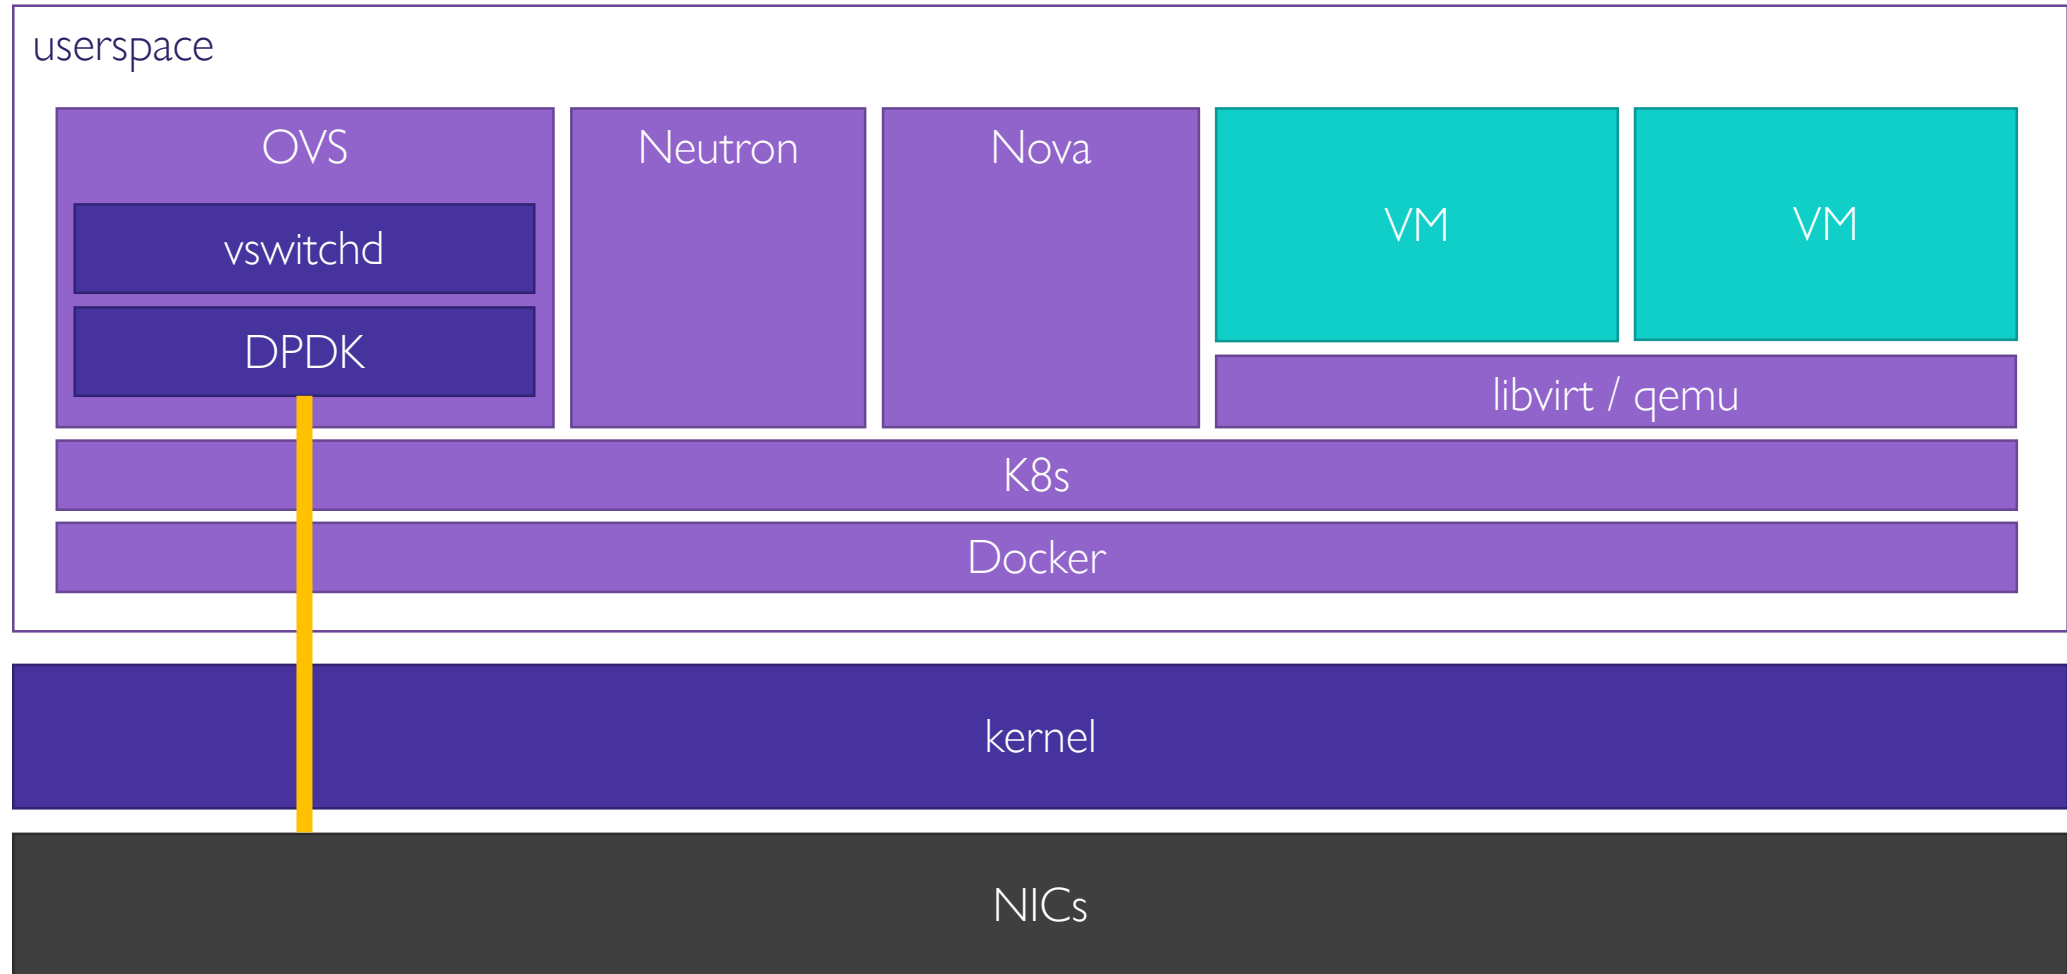 userspace
OVS
Neutron
Nova
VM
VM
vswitchd
DPDK
libvirt / qemu
K8s
Docker
kernel
NICs